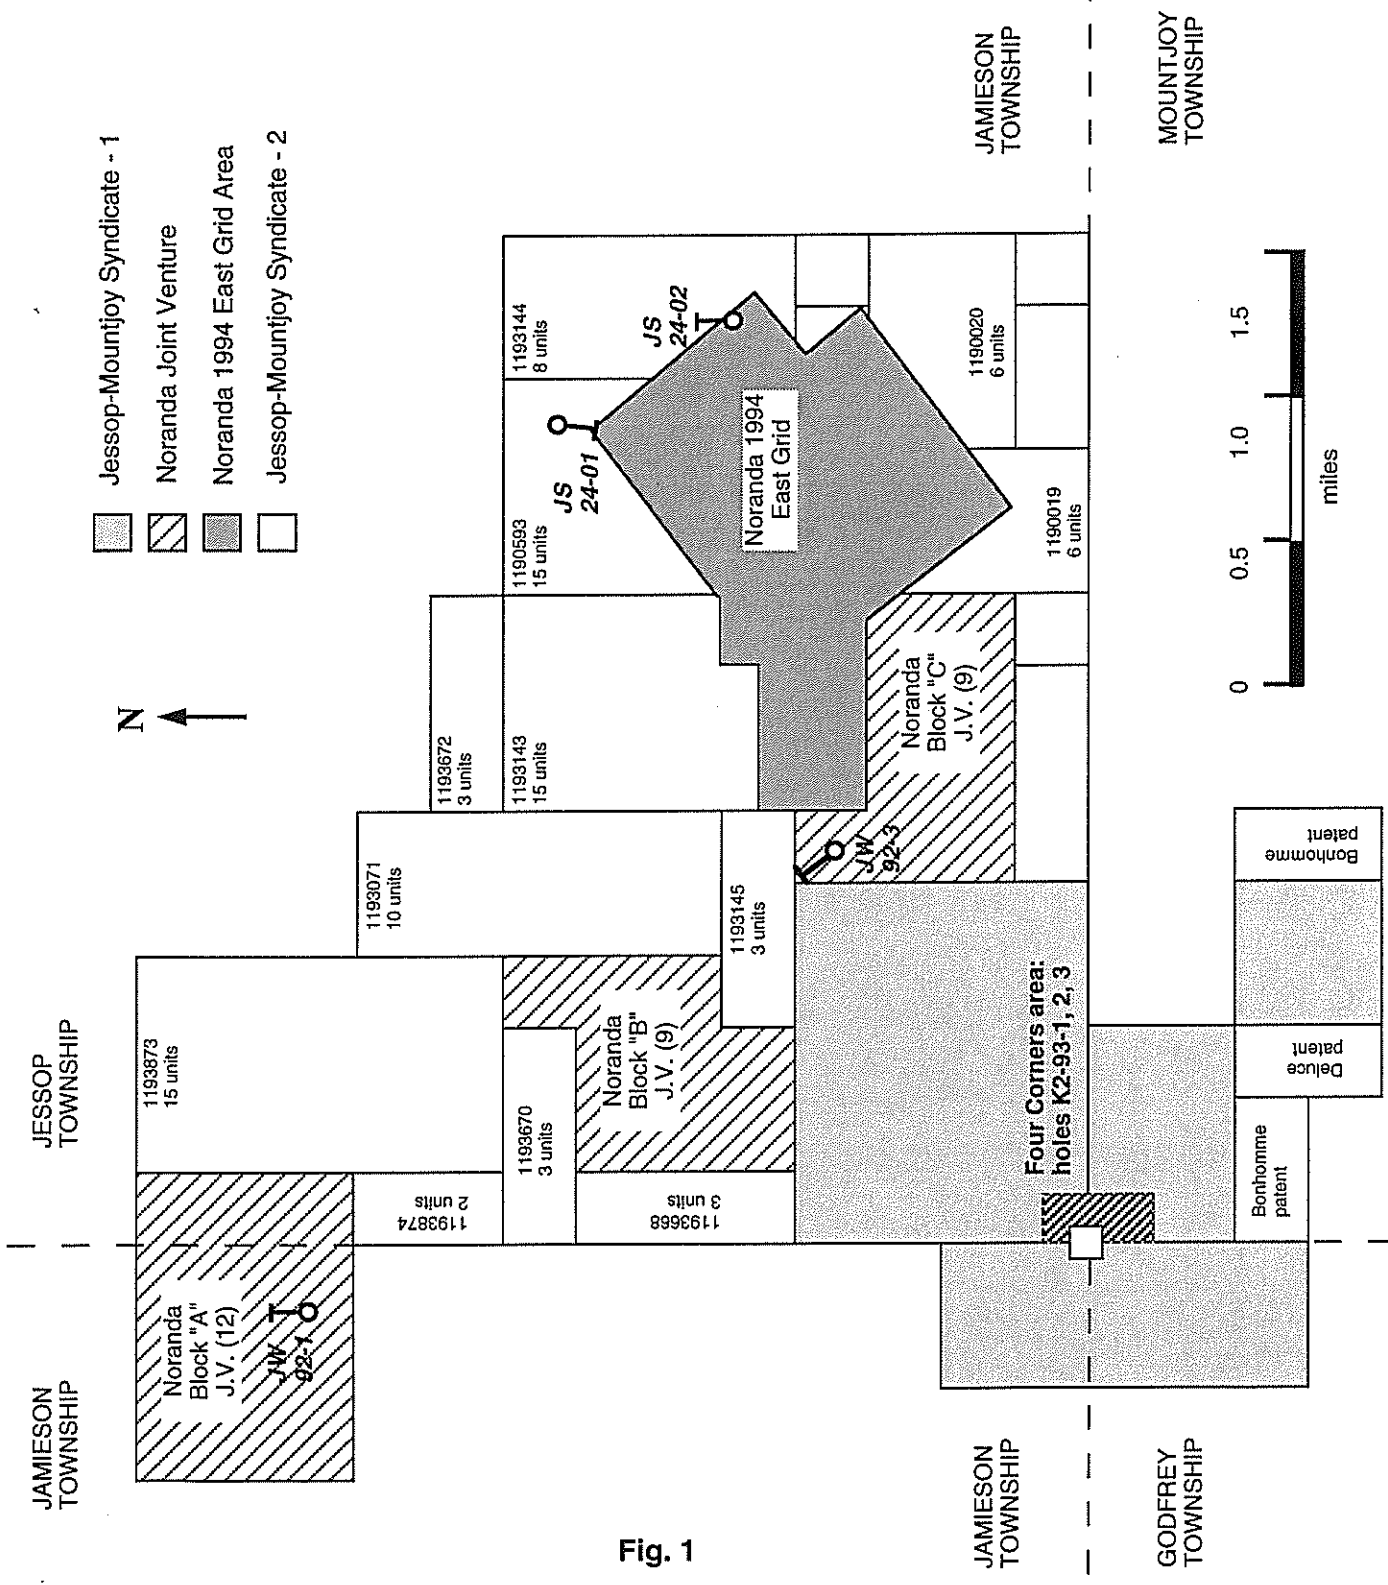 JAMIESON
TOWNSHIP
JESSOP
TOWNSHIP
N
Jessop-Mountjoy Syndicate - 1
Noranda Joint Venture
Noranda 1994 East Grid Area
Jessop-Mountjoy Syndicate - 2
Noranda
Block "A"
J.V. (12)
JW
92-1
1193873
15 units
1193874
2 units
1193071
10 units
1193672
3 units
1193670
3 units
Noranda
Block "B"
J.V. (9)
1193668
3 units
1193145
3 units
1193143
15 units
1190593
15 units
1193144
8 units
JS
24-01
JS
24-02
Noranda 1994
East Grid
JW
92-3
Noranda
Block "C"
J.V. (9)
1190019
6 units
1190020
6 units
Four Corners area:
holes K2-93-1, 2, 3
JAMIESON
TOWNSHIP
JAMIESON
TOWNSHIP
GODFREY
TOWNSHIP
MOUNTJOY
TOWNSHIP
Bonhomme
patent
Deluce
patent
Bonhomme
patent
0
0.5
1.0
1.5
miles
Fig. 1